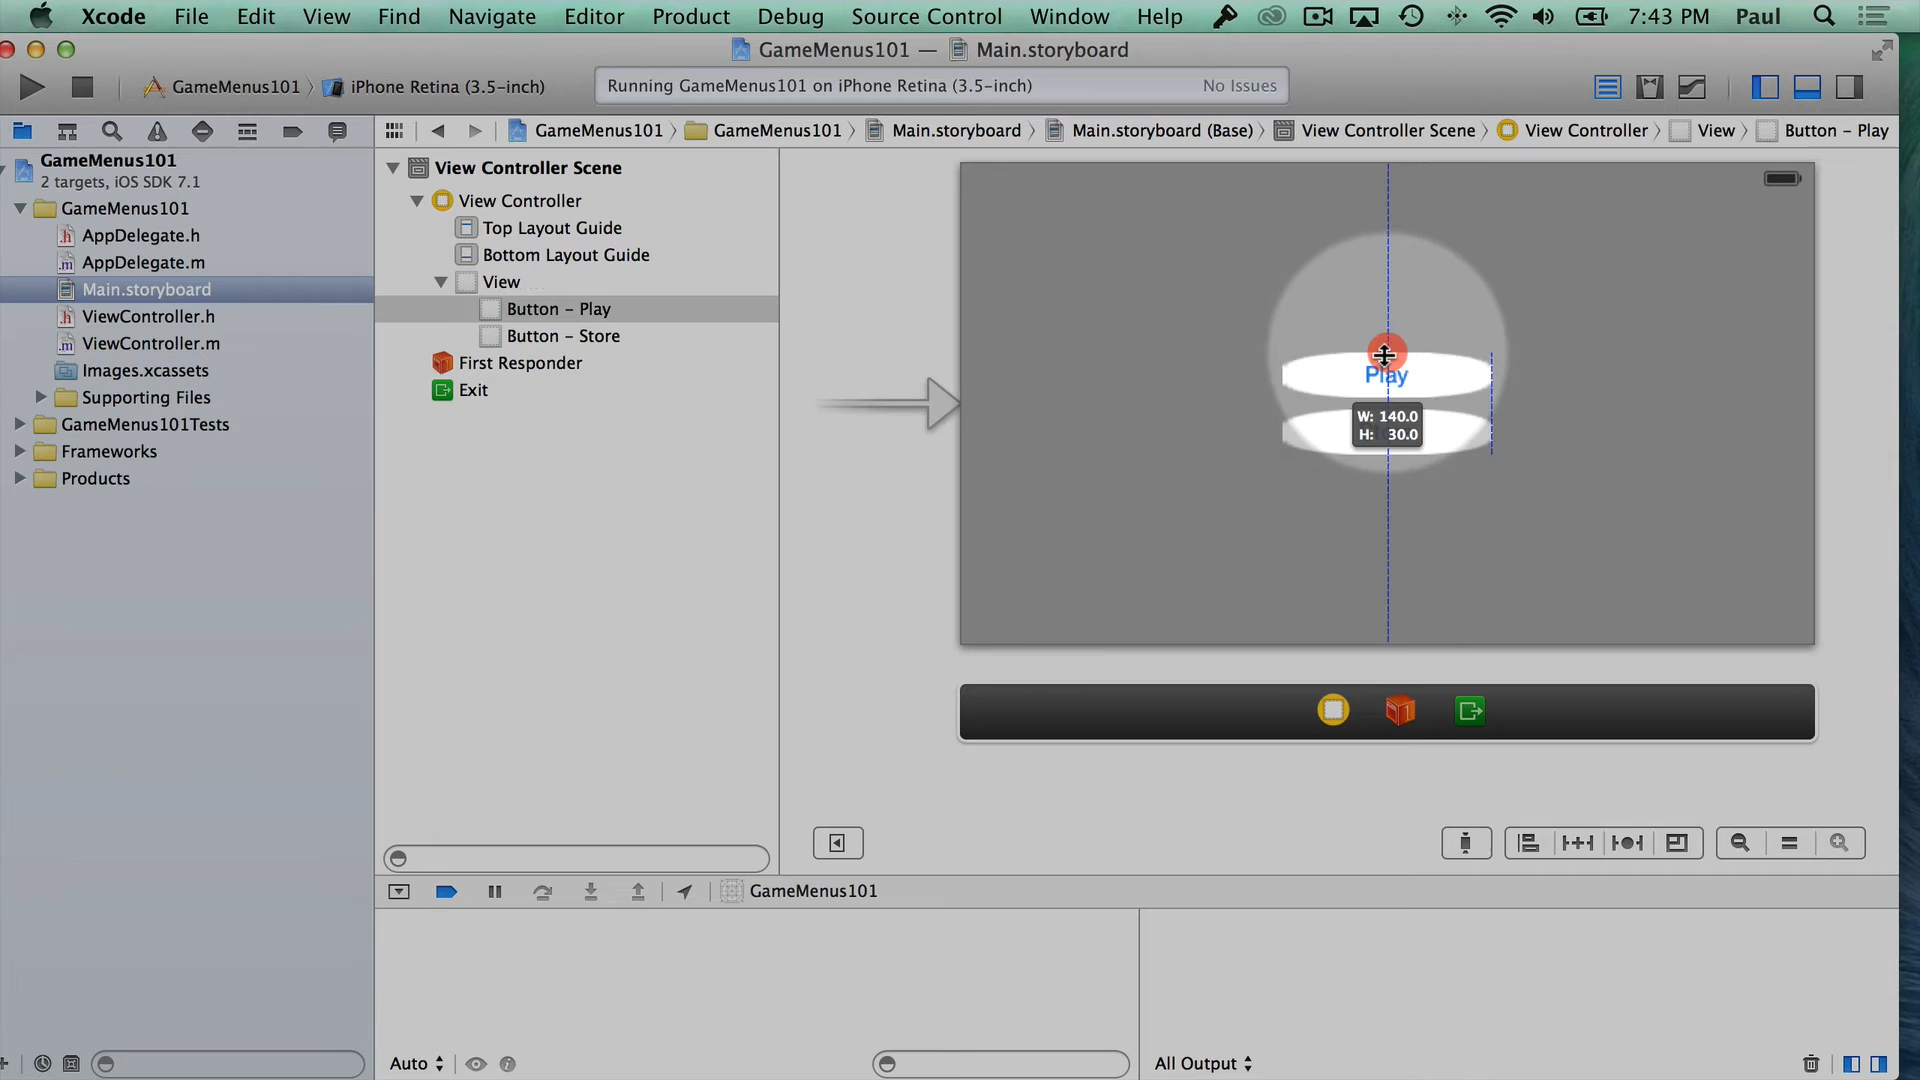 Xcode File Edit View Find Navigate Editor Product Debug Source Control Window Help 7:43 PM Paul
GameMenus101 — Main.storyboard
GameMenus101 iPhone Retina (3.5-inch)
Running GameMenus101 on iPhone Retina (3.5-inch) No Issues
GameMenus101 GameMenus101 Main.storyboard Main.storyboard (Base) View Controller Scene View Controller View Button – Play
GameMenus101
2 targets, iOS SDK 7.1
GameMenus101
AppDelegate.h
AppDelegate.m
Main.storyboard
ViewController.h
ViewController.m
Images.xcassets
Supporting Files
GameMenus101Tests
Frameworks
Products
View Controller Scene
View Controller
Top Layout Guide
Bottom Layout Guide
View
Button – Play
Button – Store
First Responder
Exit
Play
W: 140.0
H: 30.0
GameMenus101
Auto
All Output